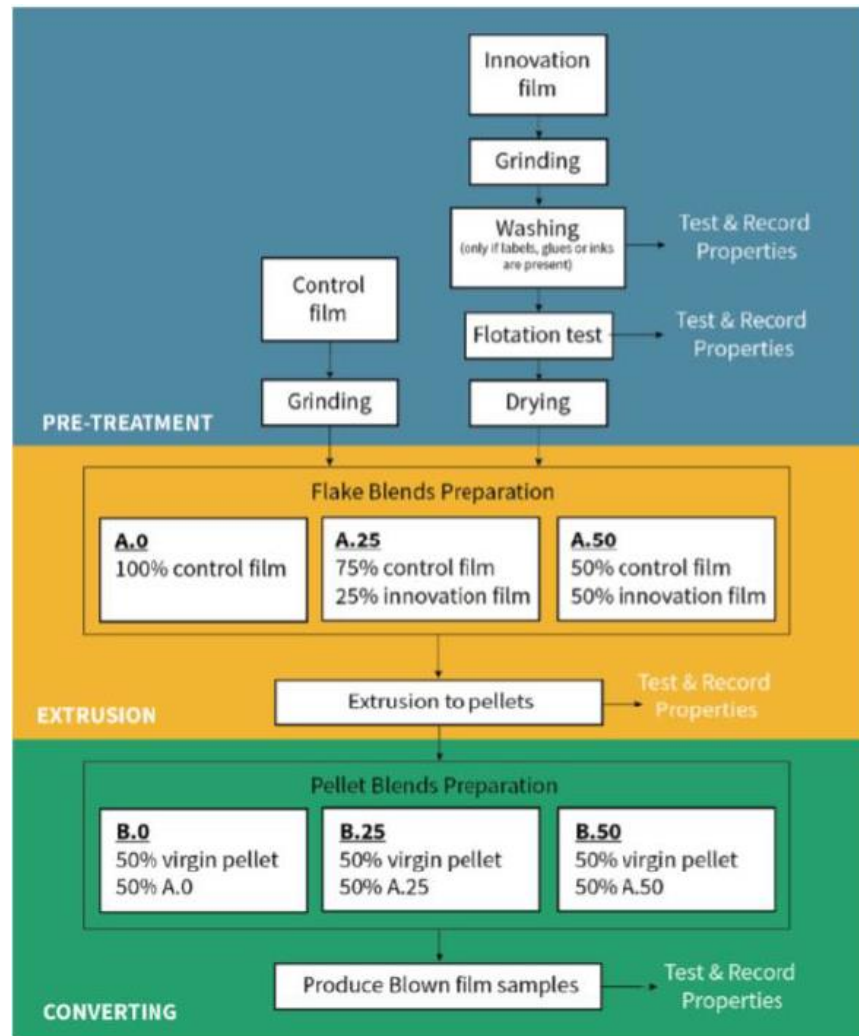 Innovation
film
Grinding
Washing
(only if labels, glues or inks
are present)
Test & Record
Properties
Control
film
Flotation test
Test & Record
Properties
Grinding
Drying
PRE-TREATMENT
Flake Blends Preparation
A.0
100% control film
A.25
75% control film
25% innovation film
A.50
50% control film
50% innovation film
Extrusion to pellets
Test & Record
Properties
EXTRUSION
Pellet Blends Preparation
B.0
50% virgin pellet
50% A.0
B.25
50% virgin pellet
50% A.25
B.50
50% virgin pellet
50% A.50
Produce Blown film samples
Test & Record
Properties
CONVERTING